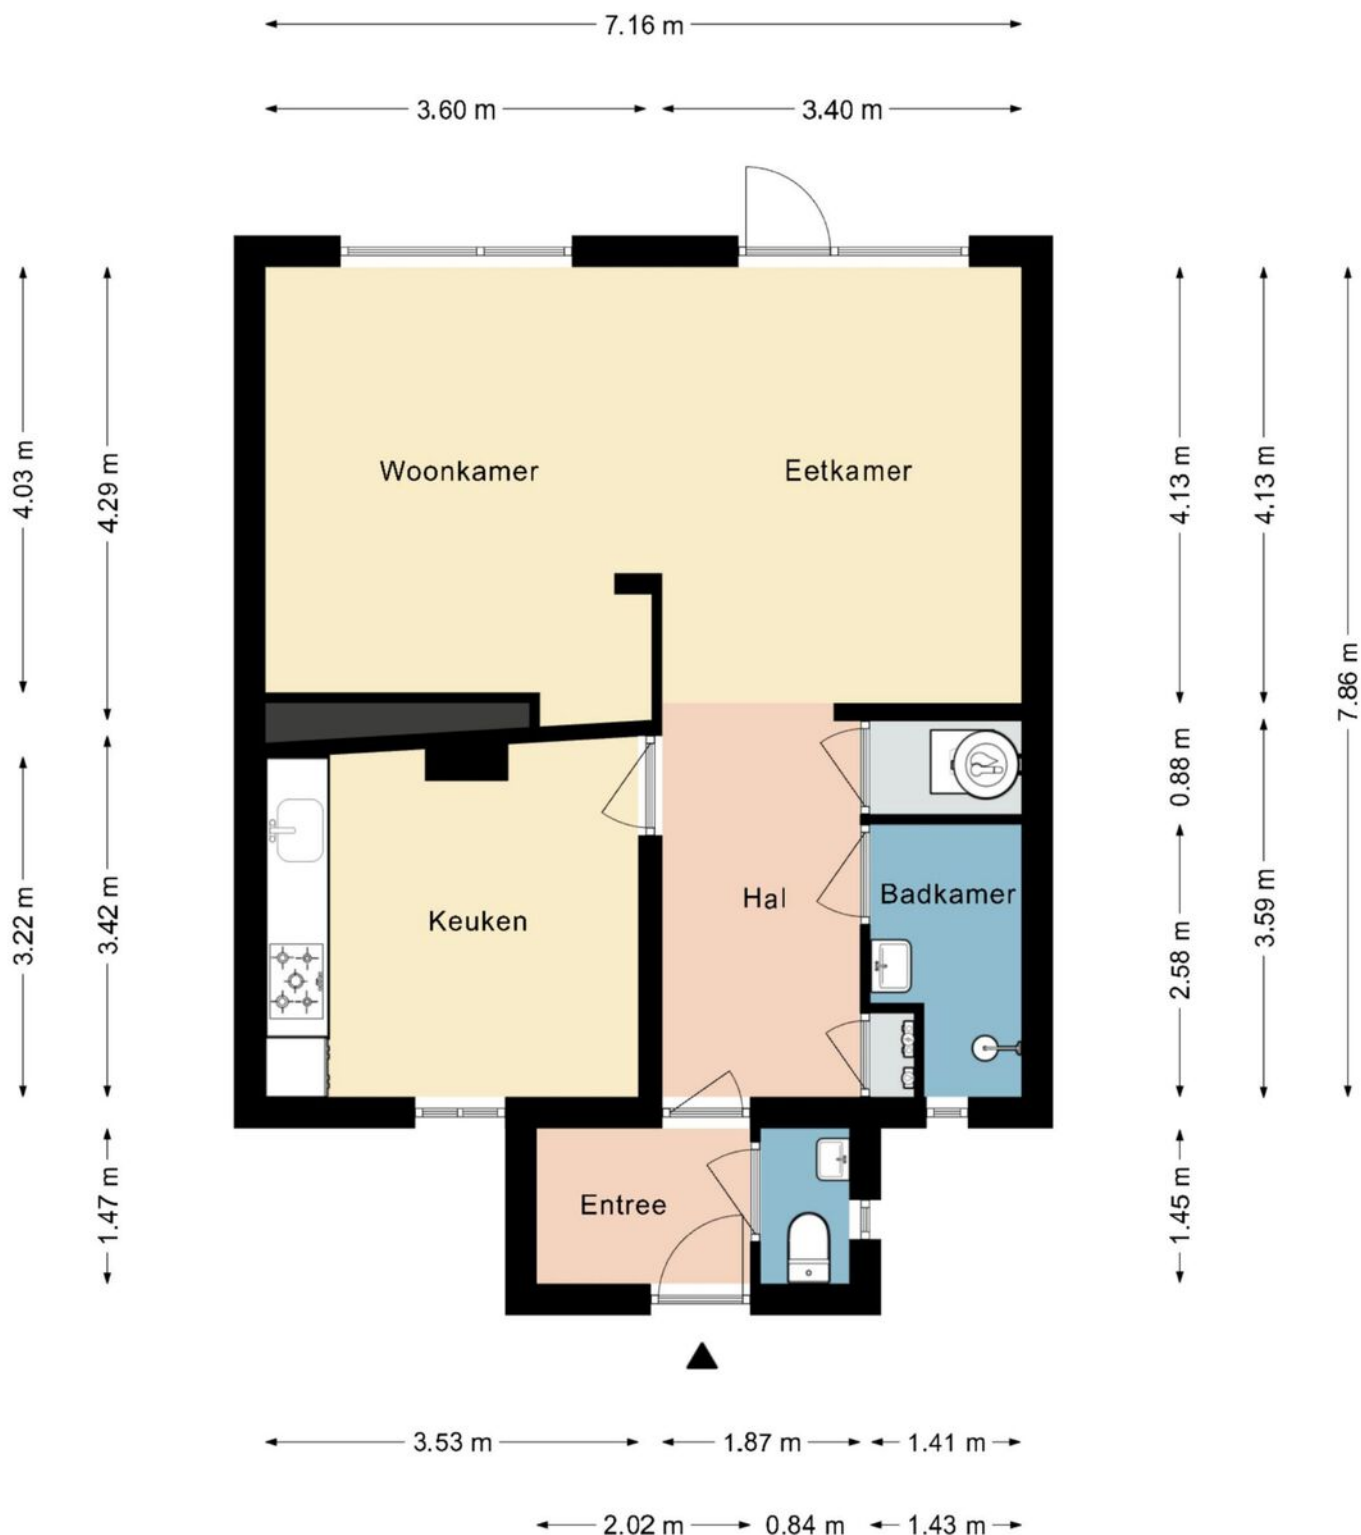 7.16 m
3.60 m
3.40 m
4.03 m
4.29 m
Woonkamer
Eetkamer
4.13 m
4.13 m
7.86 m
3.22 m
3.42 m
Keuken
Hal
Badkamer
0.88 m
2.58 m
3.59 m
1.47 m
Entree
1.45 m
3.53 m
1.87 m
1.41 m
2.02 m
0.84 m
1.43 m